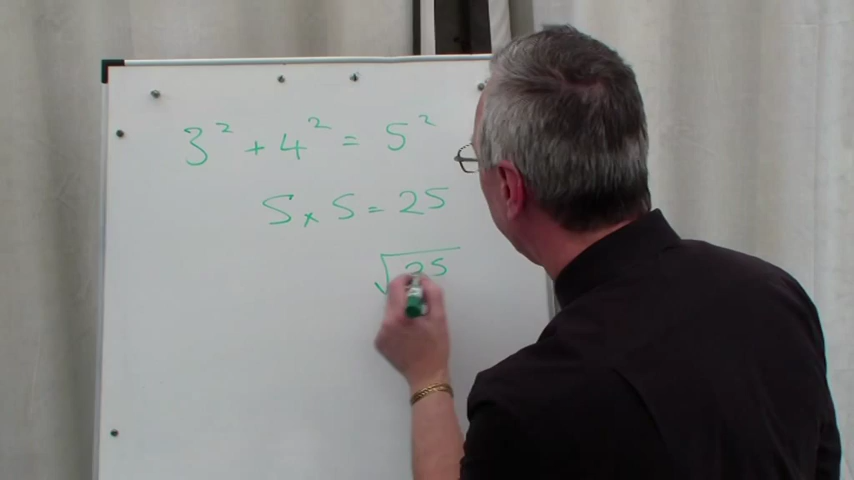 3² + 4² = 5²
5 x 5 = 25
√25